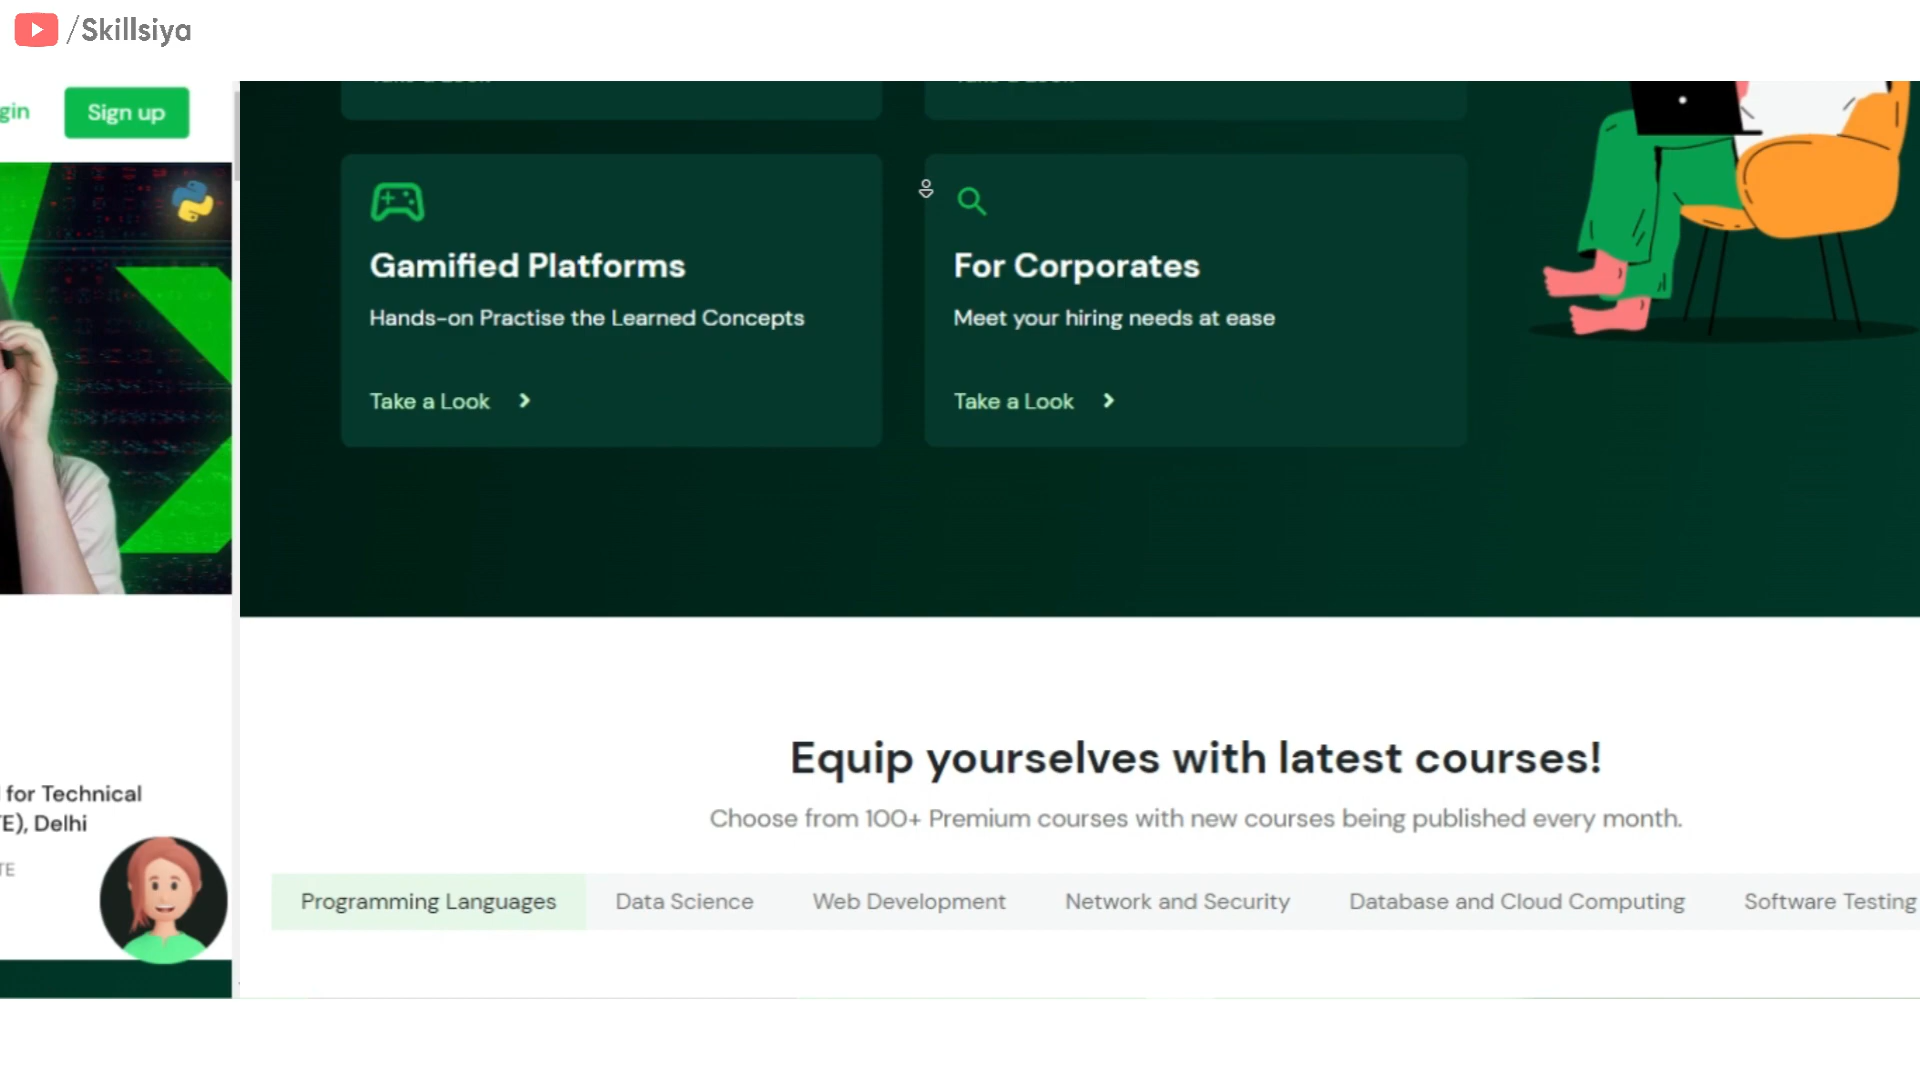 /Skillsiya
gin
Sign up
Gamified Platforms
Hands-on Practise the Learned Concepts
Take a Look
For Corporates
Meet your hiring needs at ease
Take a Look
for Technical
E), Delhi
TE
Equip yourselves with latest courses!
Choose from 100+ Premium courses with new courses being published every month.
Programming Languages Data Science Web Development Network and Security Database and Cloud Computing Software Testing